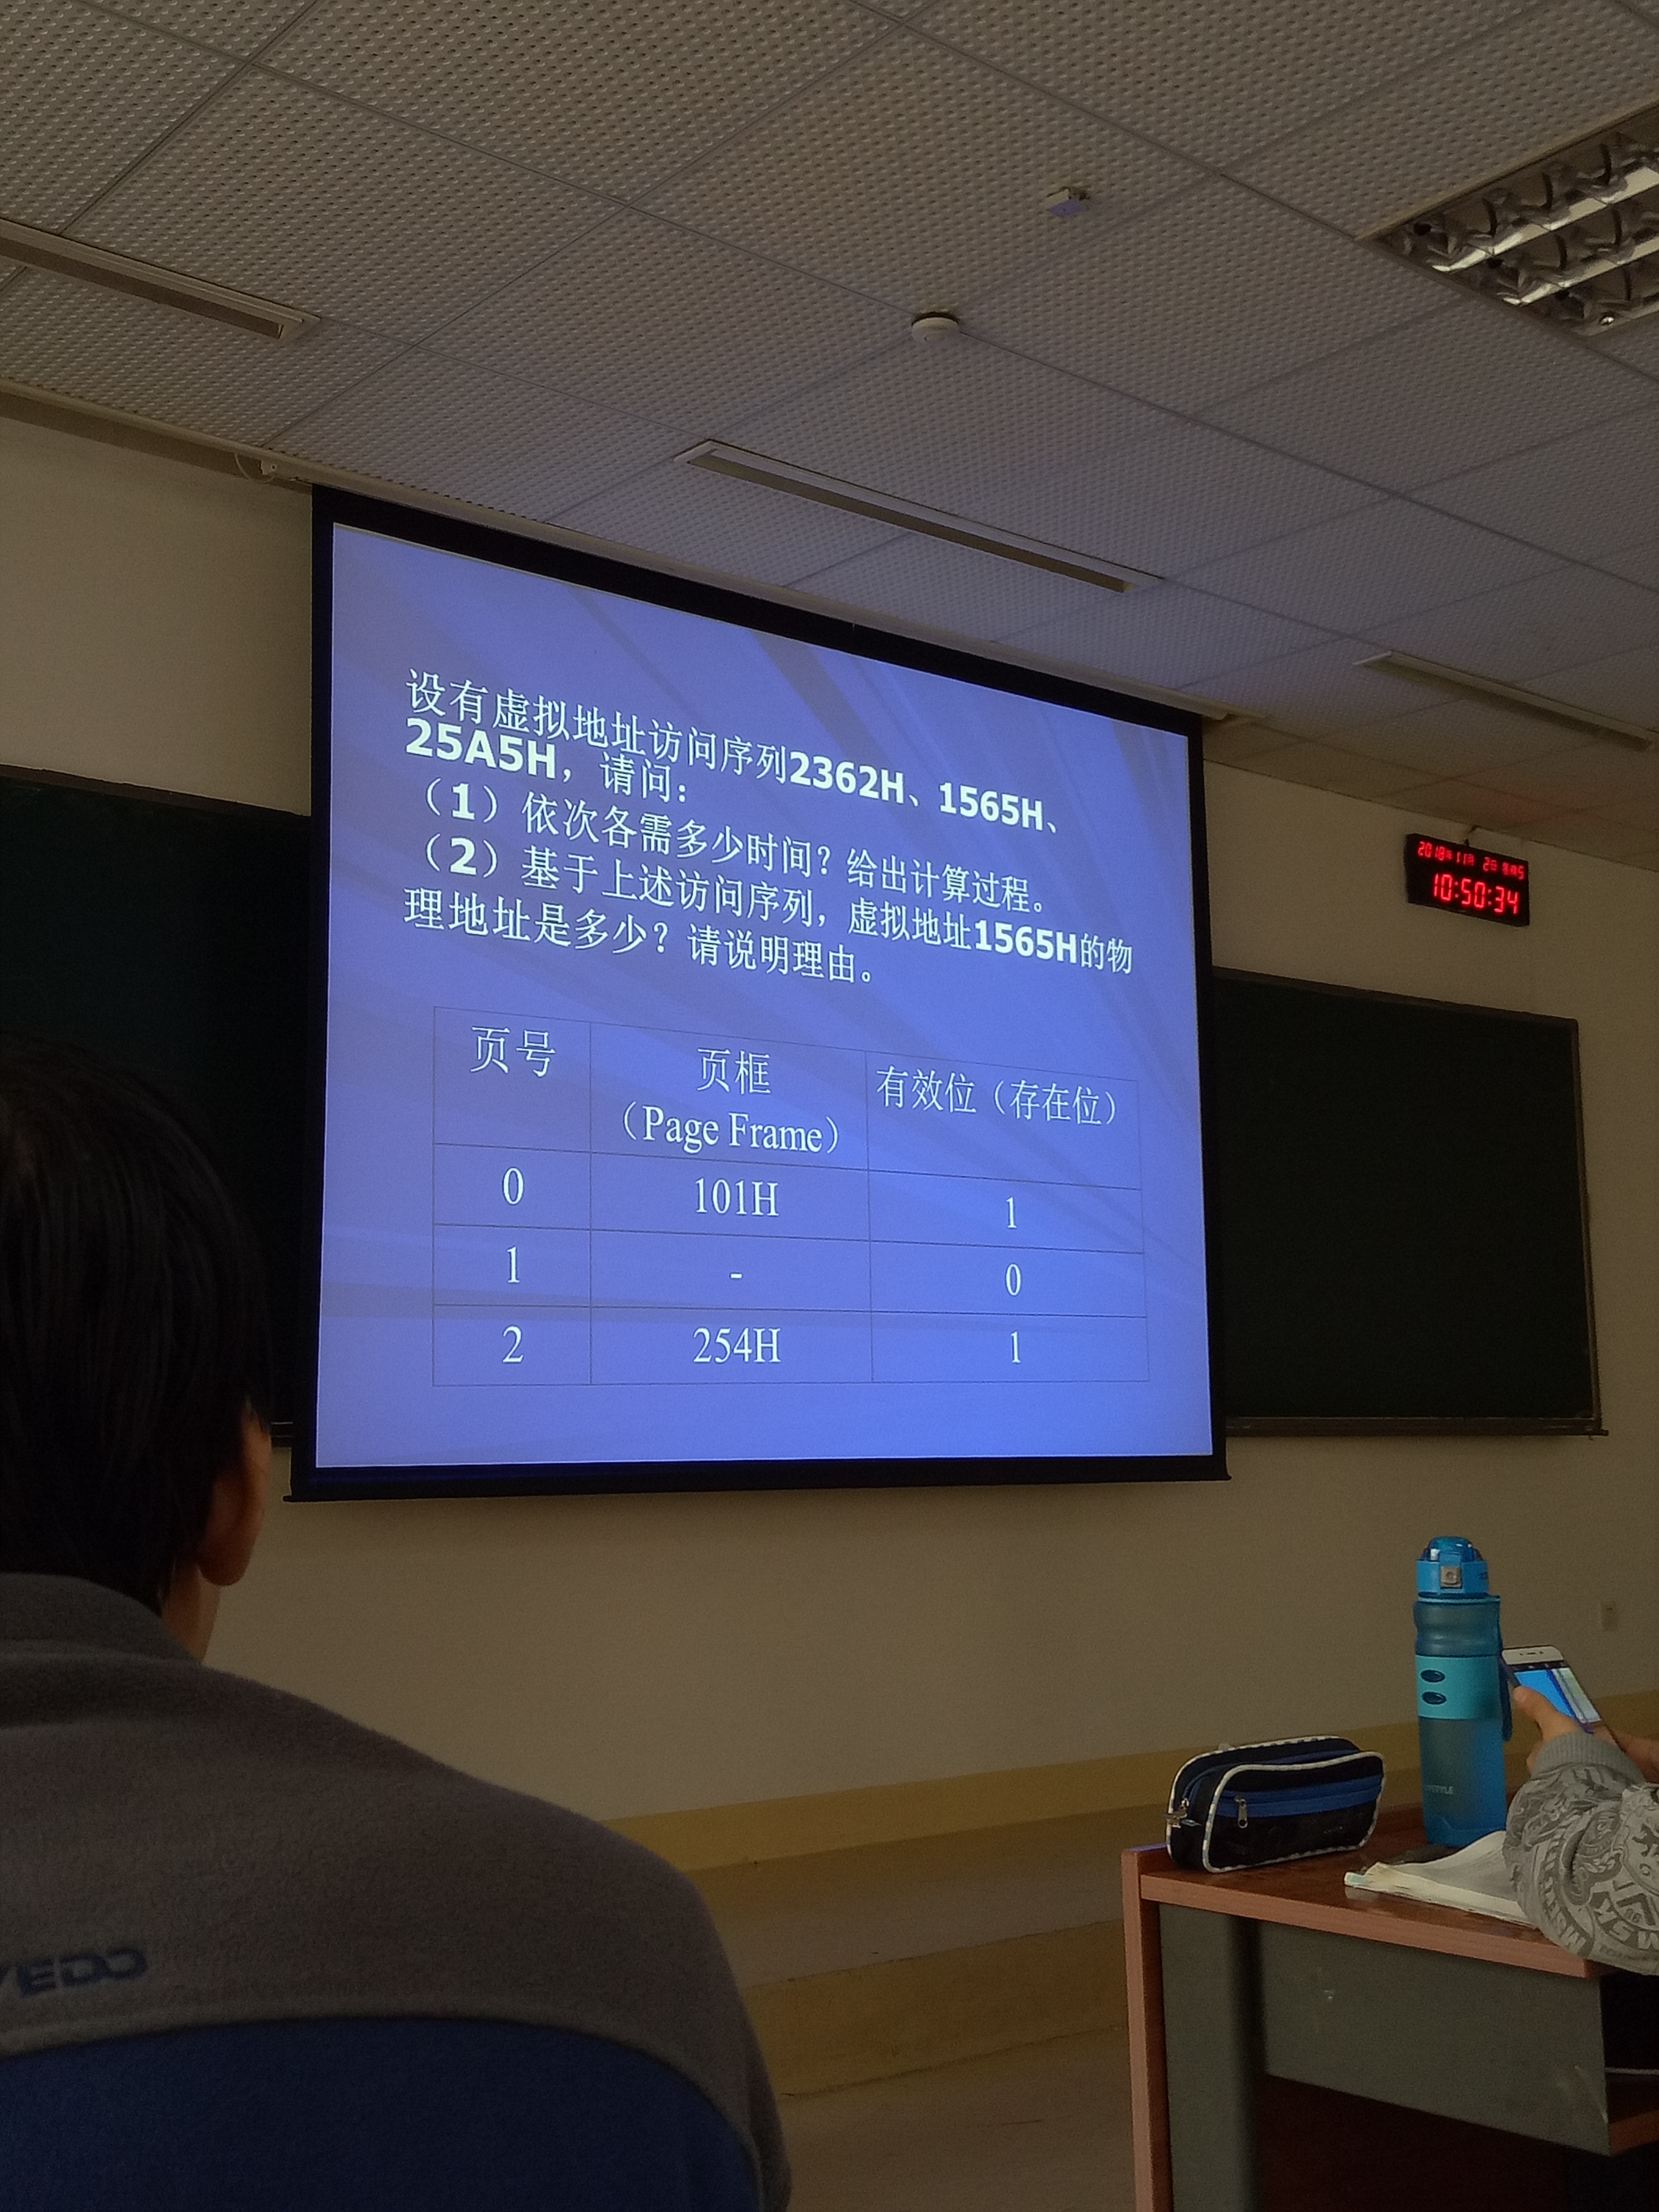 设有虚拟地址访问序列2362H、1565H、
25A5H，请问：
（1）依次各需多少时间？给出计算过程。
（2）基于上述访问序列，虚拟地址1565H的物
理地址是多少？请说明理由。
页号 页框（Page Frame） 有效位（存在位）
0 101H 1
1 - 0
2 254H 1
2018年11月 2日 星期5
10:50:34